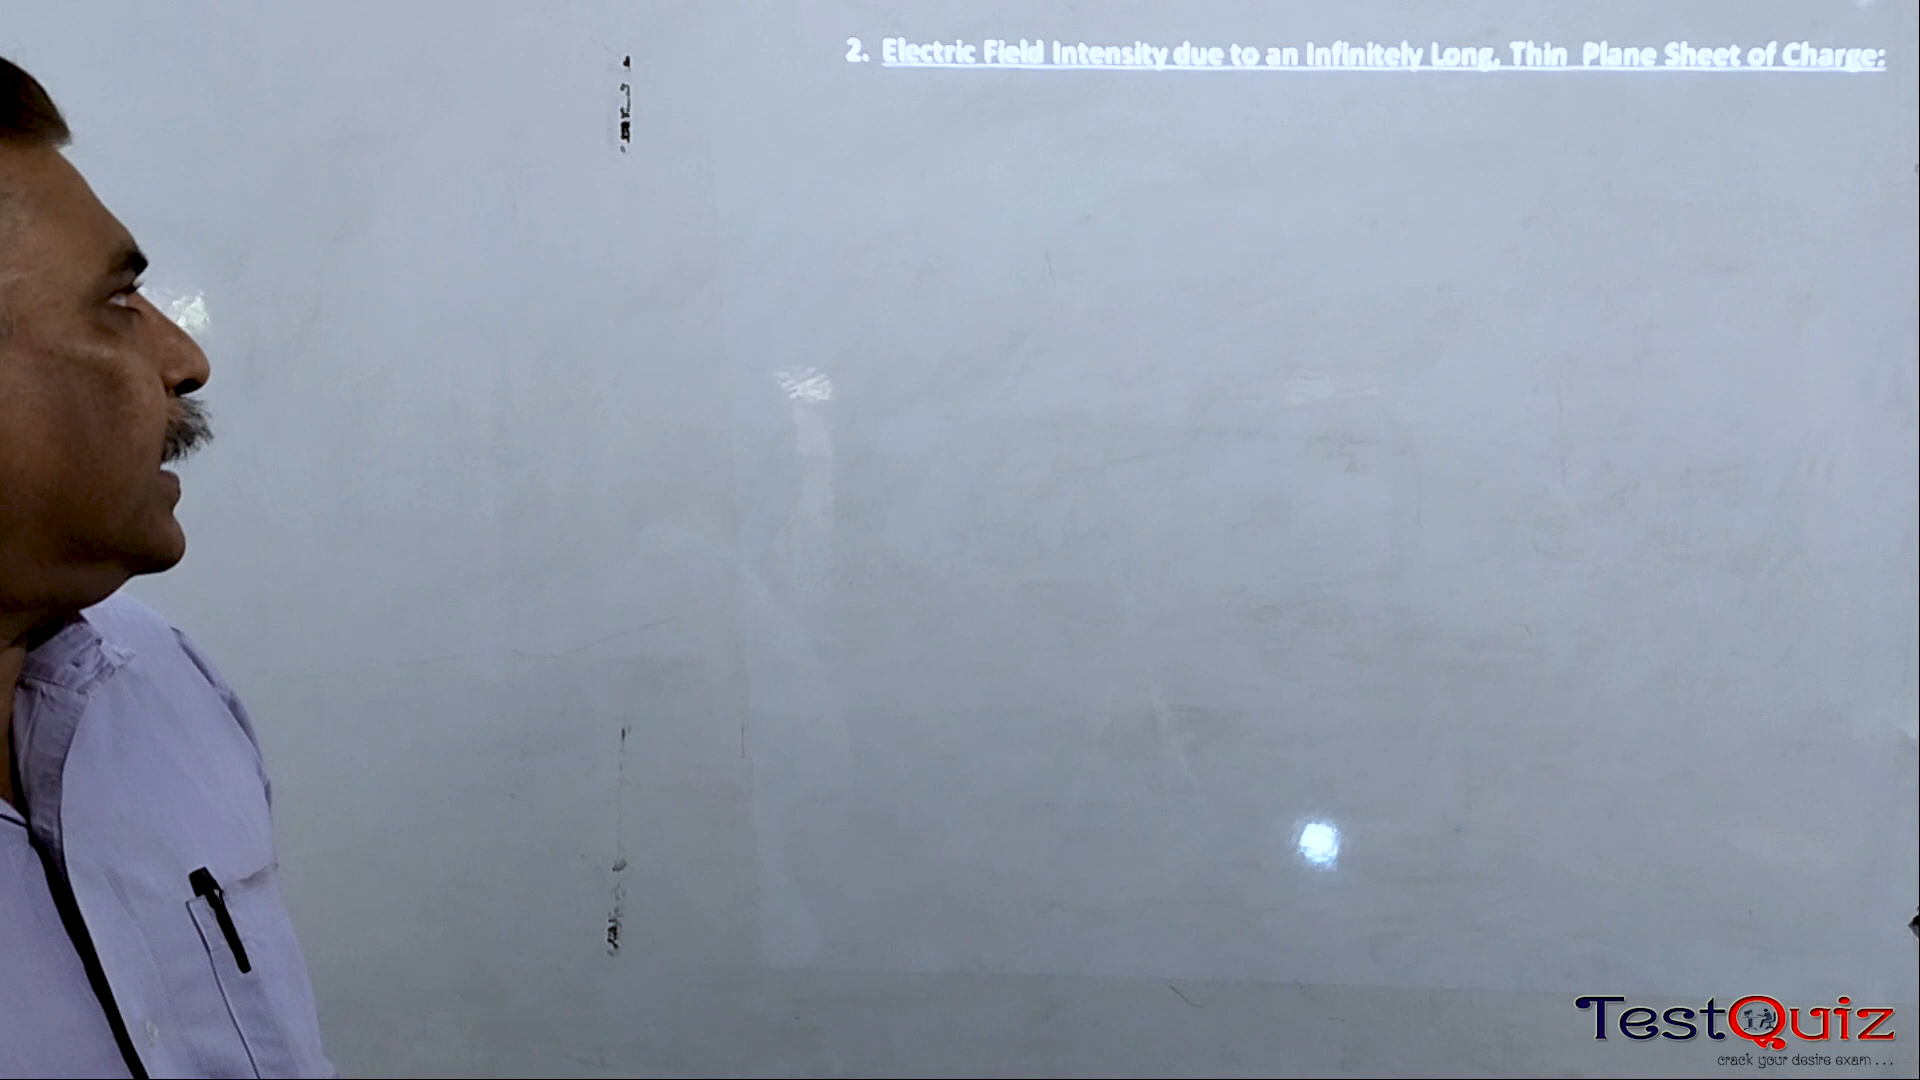 2. Electric Field Intensity due to an Infinitely Long, Thin Plane Sheet of Charge:
TestQuiz
crack your desire exam...